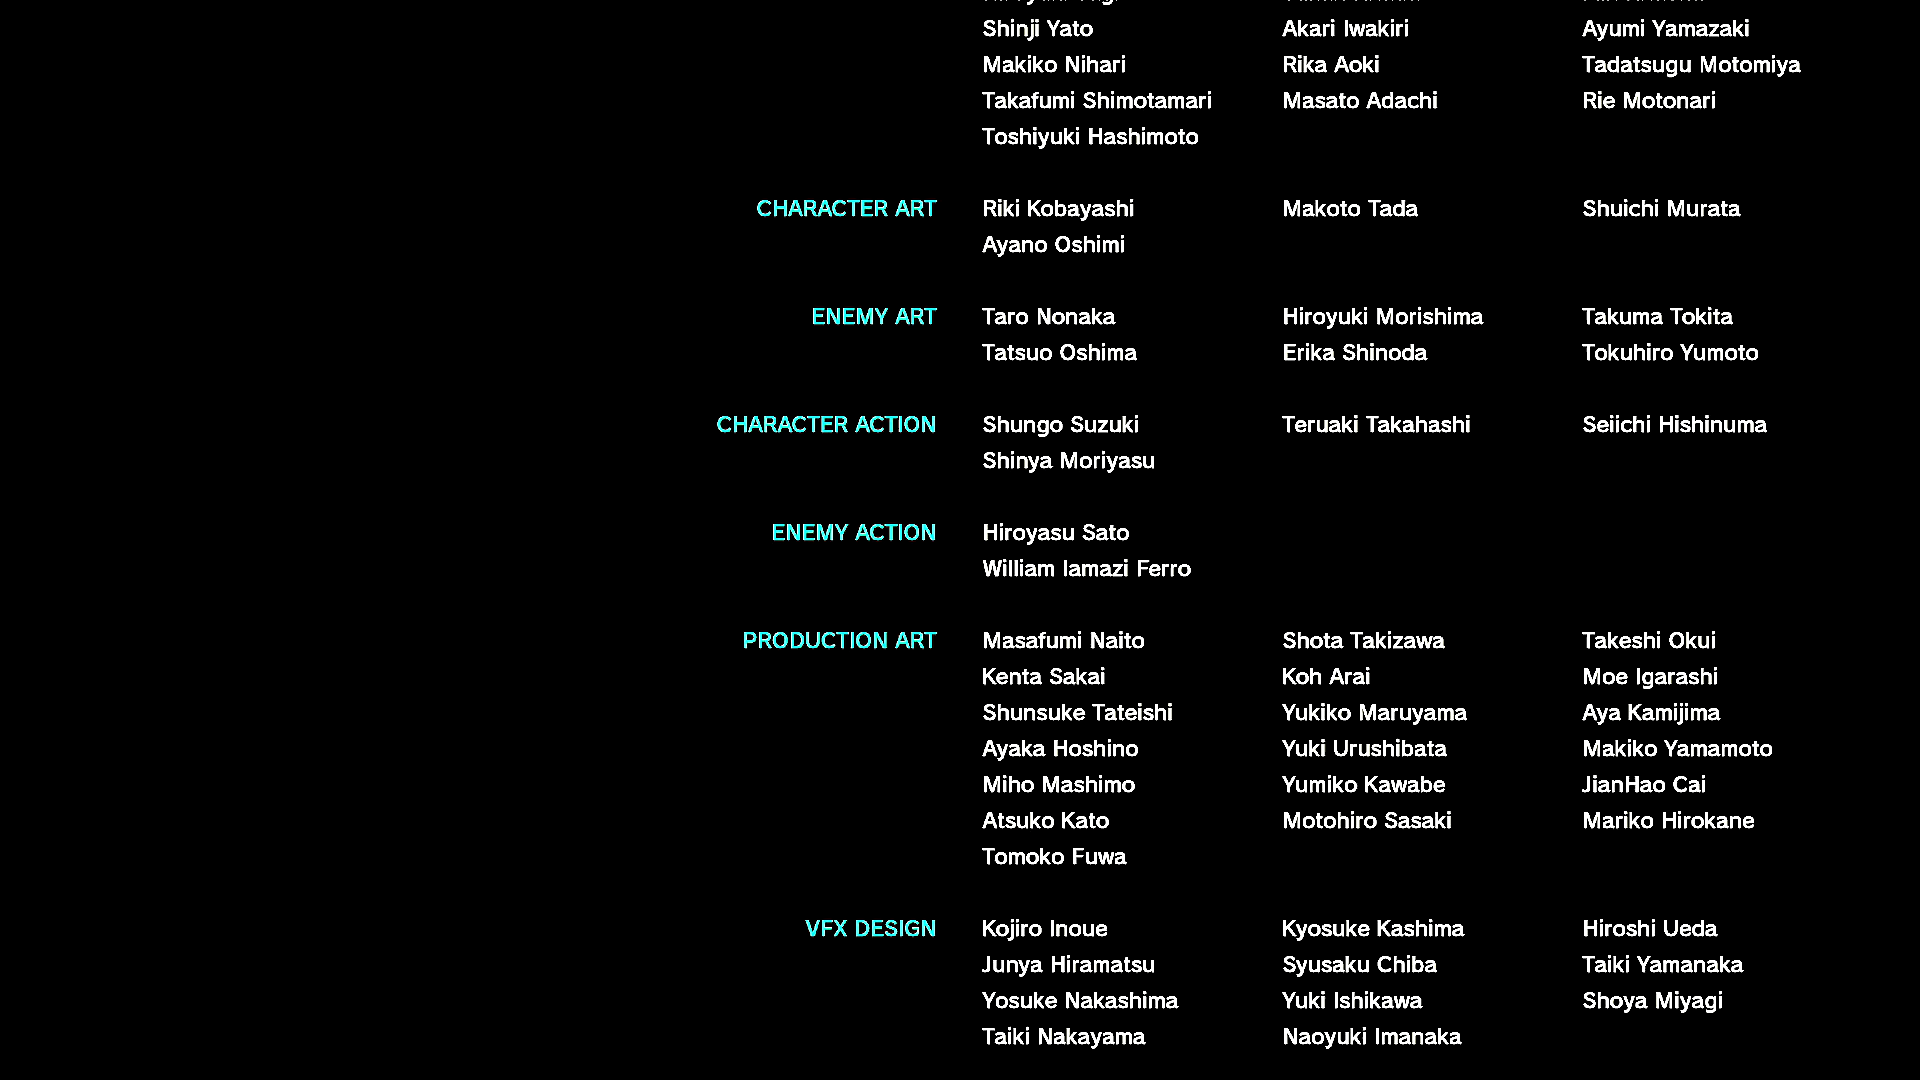 Shinji Yato Akari Iwakiri Ayumi Yamazaki
Makiko Nihari Rika Aoki Tadatsugu Motomiya
Takafumi Shimotamari Masato Adachi Rie Motonari
Toshiyuki Hashimoto
CHARACTER ART Riki Kobayashi Makoto Tada Shuichi Murata
Ayano Oshimi
ENEMY ART Taro Nonaka Hiroyuki Morishima Takuma Tokita
Tatsuo Oshima Erika Shinoda Tokuhiro Yumoto
CHARACTER ACTION Shungo Suzuki Teruaki Takahashi Seiichi Hishinuma
Shinya Moriyasu
ENEMY ACTION Hiroyasu Sato
William Iamazi Ferro
PRODUCTION ART Masafumi Naito Shota Takizawa Takeshi Okui
Kenta Sakai Koh Arai Moe Igarashi
Shunsuke Tateishi Yukiko Maruyama Aya Kamijima
Ayaka Hoshino Yuki Urushibata Makiko Yamamoto
Miho Mashimo Yumiko Kawabe JianHao Cai
Atsuko Kato Motohiro Sasaki Mariko Hirokane
Tomoko Fuwa
VFX DESIGN Kojiro Inoue Kyosuke Kashima Hiroshi Ueda
Junya Hiramatsu Syusaku Chiba Taiki Yamanaka
Yosuke Nakashima Yuki Ishikawa Shoya Miyagi
Taiki Nakayama Naoyuki Imanaka